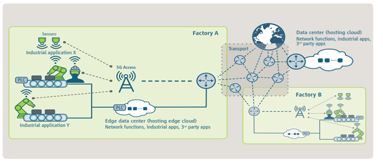 Factory A
Sensors
Industrial application X
5G Access
Transport
Data center (hosting cloud)
Network functions, industrial apps,
3rd party apps
PLC
PLC
Edge data center (hosting edge cloud)
Network functions, industrial apps, 3rd party apps
Industrial application Y
Factory B